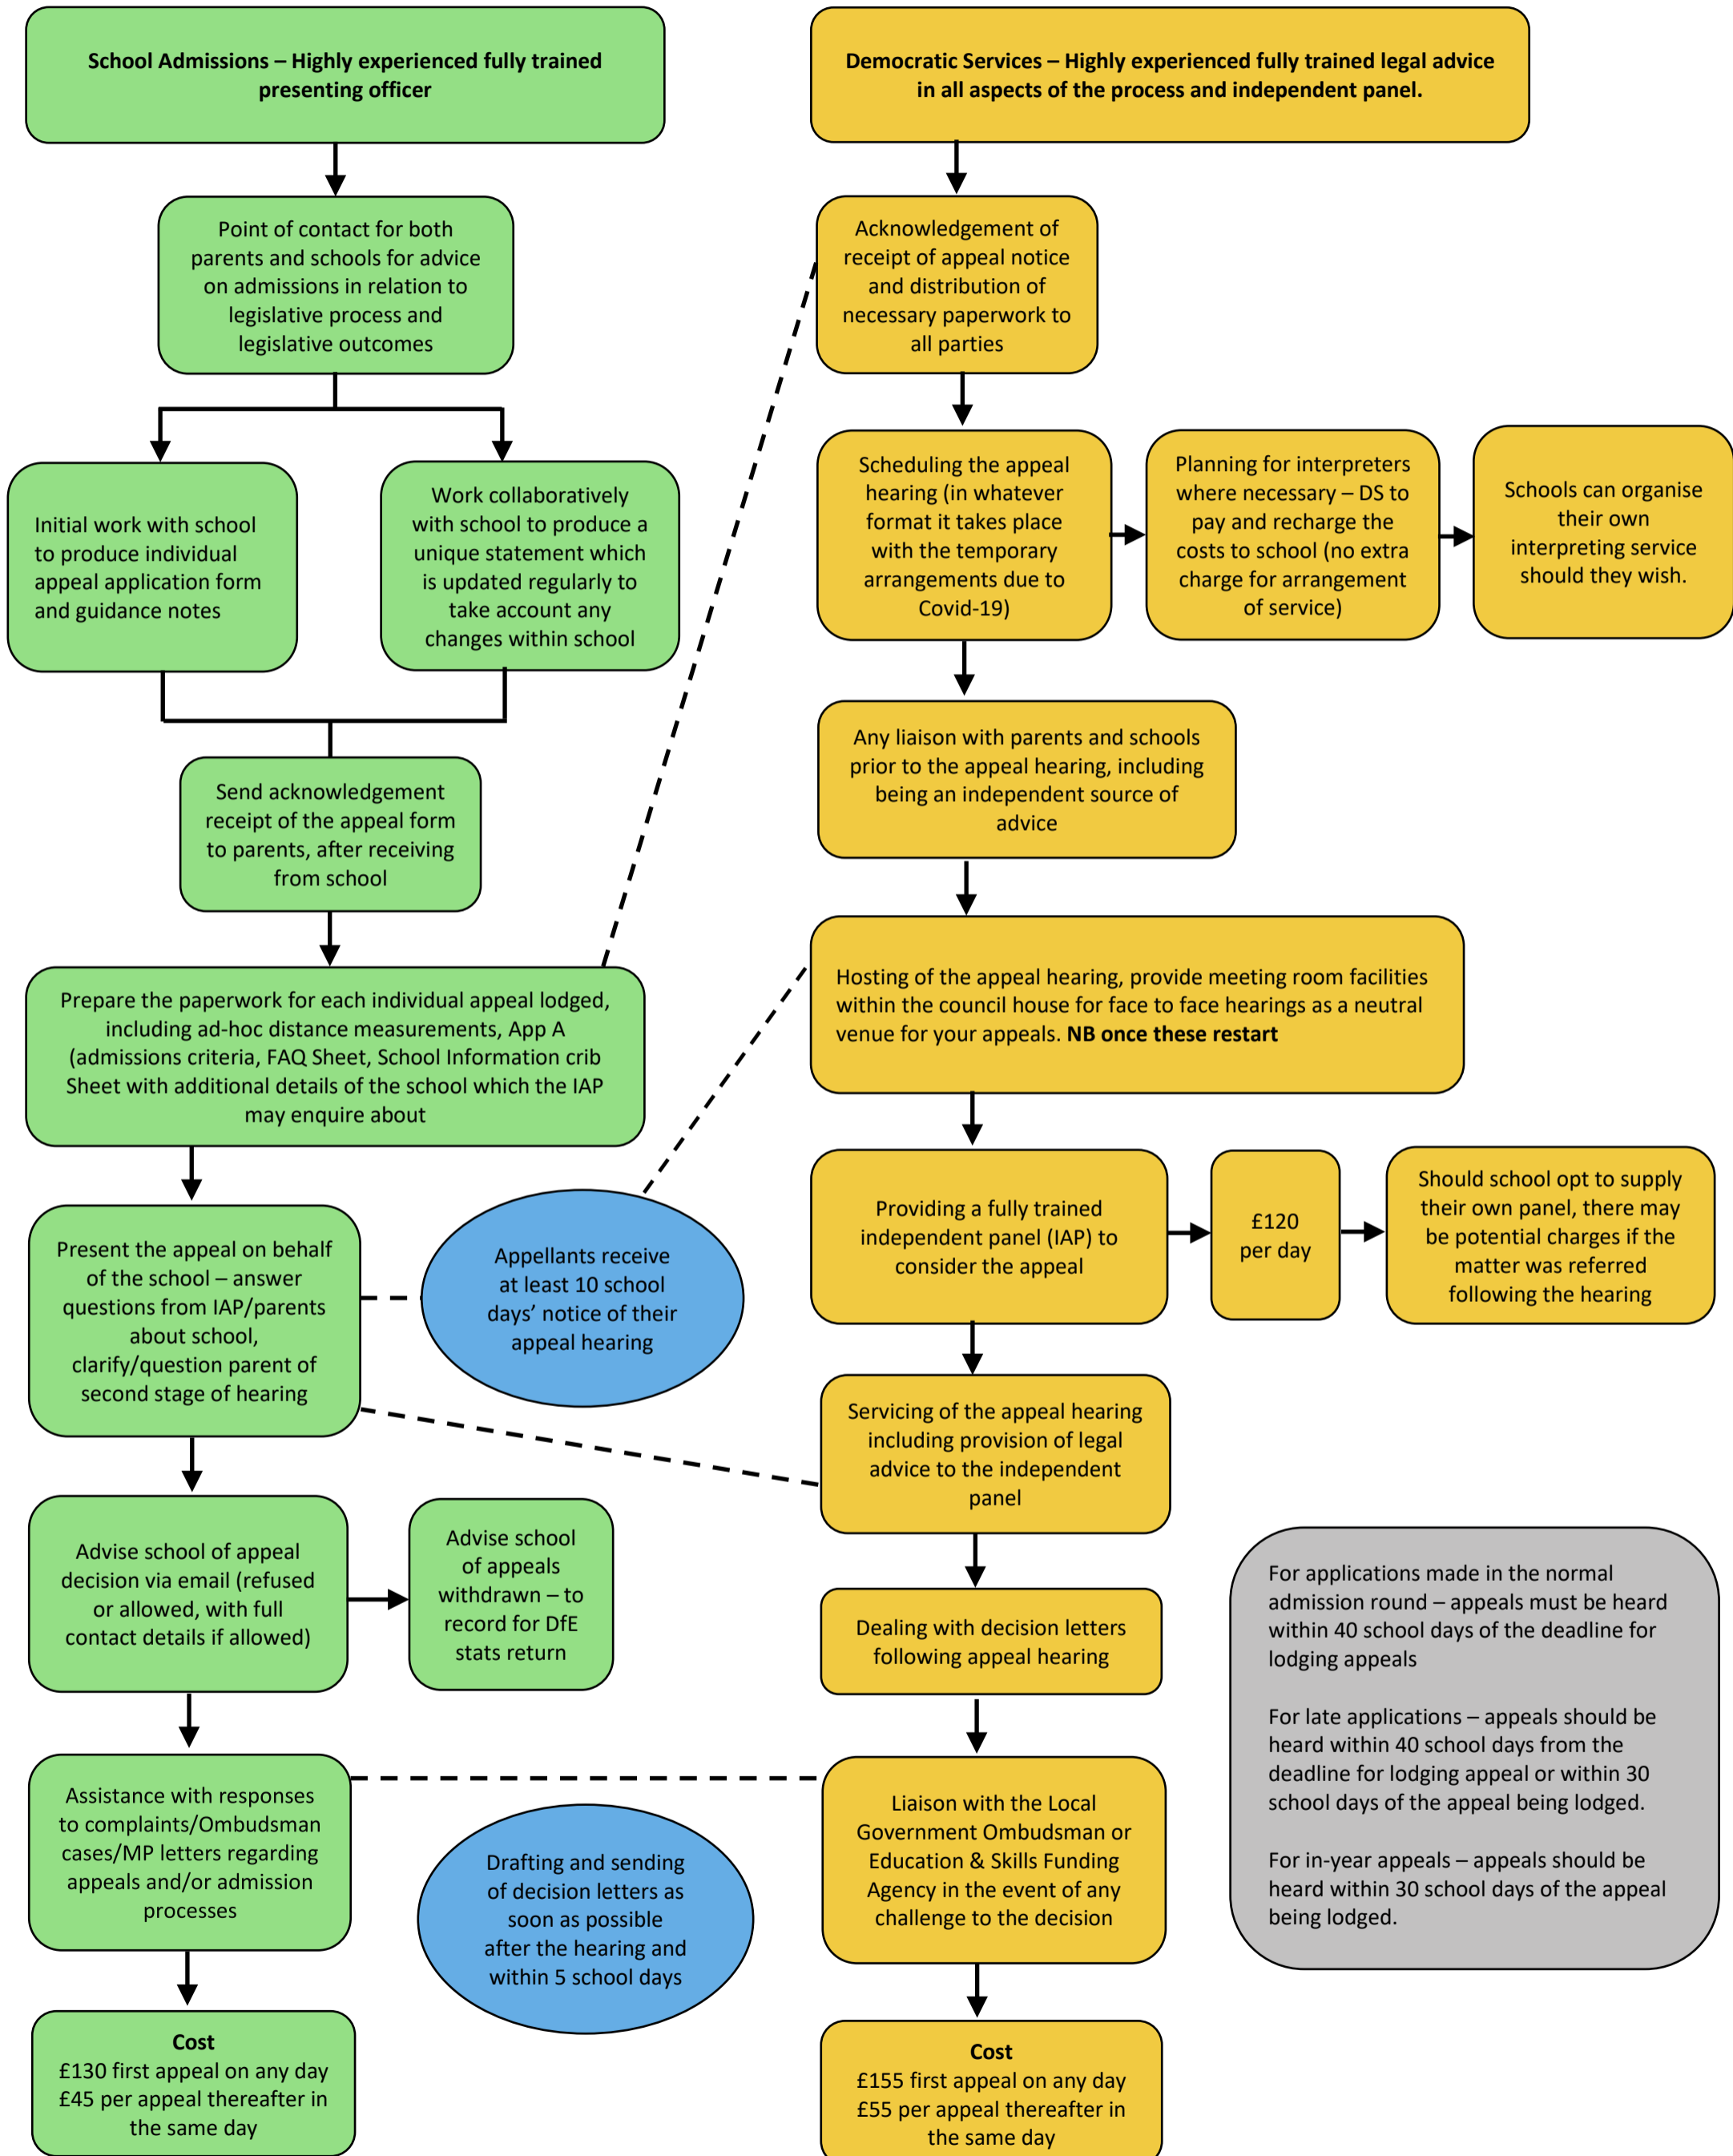 School Admissions – Highly experienced fully trained
presenting officer
Point of contact for both
parents and schools for advice
on admissions in relation to
legislative process and
legislative outcomes
Initial work with school
to produce individual
appeal application form
and guidance notes
Work collaboratively
with school to produce a
unique statement which
is updated regularly to
take account any
changes within school
Send acknowledgement
receipt of the appeal form
to parents, after receiving
from school
Prepare the paperwork for each individual appeal lodged,
including ad-hoc distance measurements, App A
(admissions criteria, FAQ Sheet, School Information crib
Sheet with additional details of the school which the IAP
may enquire about
Present the appeal on behalf
of the school – answer
questions from IAP/parents
about school,
clarify/question parent of
second stage of hearing
Advise school of appeal
decision via email (refused
or allowed, with full
contact details if allowed)
Advise school
of appeals
withdrawn – to
record for DfE
stats return
Assistance with responses
to complaints/Ombudsman
cases/MP letters regarding
appeals and/or admission
processes
Cost
£130 first appeal on any day
£45 per appeal thereafter in
the same day
Appellants receive
at least 10 school
days’ notice of their
appeal hearing
Drafting and sending
of decision letters as
soon as possible
after the hearing and
within 5 school days
Democratic Services – Highly experienced fully trained legal advice
in all aspects of the process and independent panel.
Acknowledgement of
receipt of appeal notice
and distribution of
necessary paperwork to
all parties
Scheduling the appeal
hearing (in whatever
format it takes place
with the temporary
arrangements due to
Covid-19)
Planning for interpreters
where necessary – DS to
pay and recharge the
costs to school (no extra
charge for arrangement
of service)
Schools can organise
their own
interpreting service
should they wish.
Any liaison with parents and schools
prior to the appeal hearing, including
being an independent source of
advice
Hosting of the appeal hearing, provide meeting room facilities
within the council house for face to face hearings as a neutral
venue for your appeals. NB once these restart
Providing a fully trained
independent panel (IAP) to
consider the appeal
£120
per day
Should school opt to supply
their own panel, there may
be potential charges if the
matter was referred
following the hearing
Servicing of the appeal hearing
including provision of legal
advice to the independent
panel
Dealing with decision letters
following appeal hearing
Liaison with the Local
Government Ombudsman or
Education & Skills Funding
Agency in the event of any
challenge to the decision
Cost
£155 first appeal on any day
£55 per appeal thereafter in
the same day
For applications made in the normal
admission round – appeals must be heard
within 40 school days of the deadline for
lodging appeals
For late applications – appeals should be
heard within 40 school days from the
deadline for lodging appeal or within 30
school days of the appeal being lodged.
For in-year appeals – appeals should be
heard within 30 school days of the appeal
being lodged.